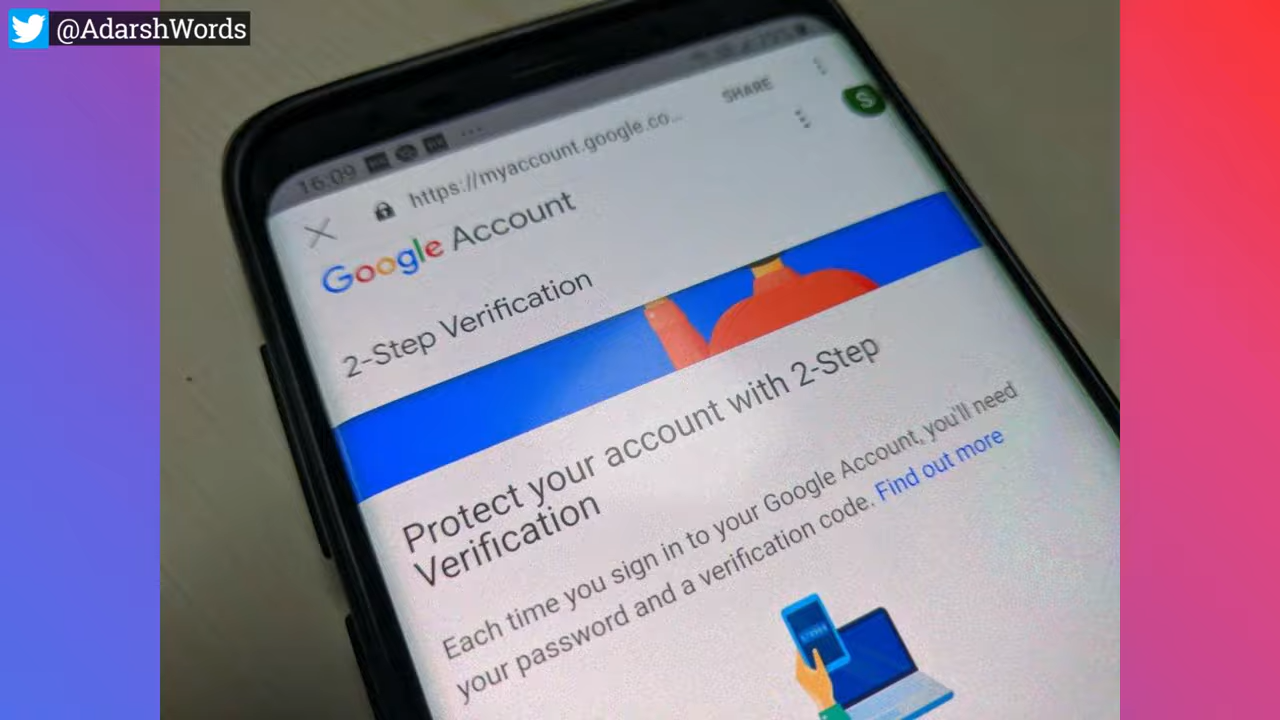 @AdarshWords
16:09
SHARE
https://myaccount.google.co...
S
Google Account
2-Step Verification
Protect your account with 2-Step
Verification
Each time you sign in to your Google Account, you'll need
your password and a verification code. Find out more